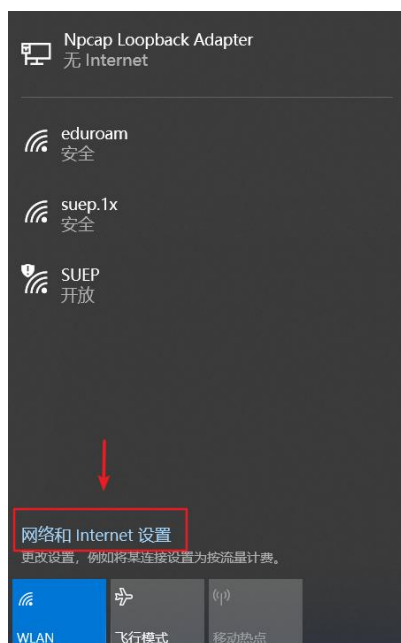 Npcap Loopback Adapter
无 Internet
eduroam
安全
suep.1x
安全
SUEP
开放
网络和 Internet 设置
更改设置，例如将某连接设置为按流量计费。
WLAN
飞行模式
移动热点